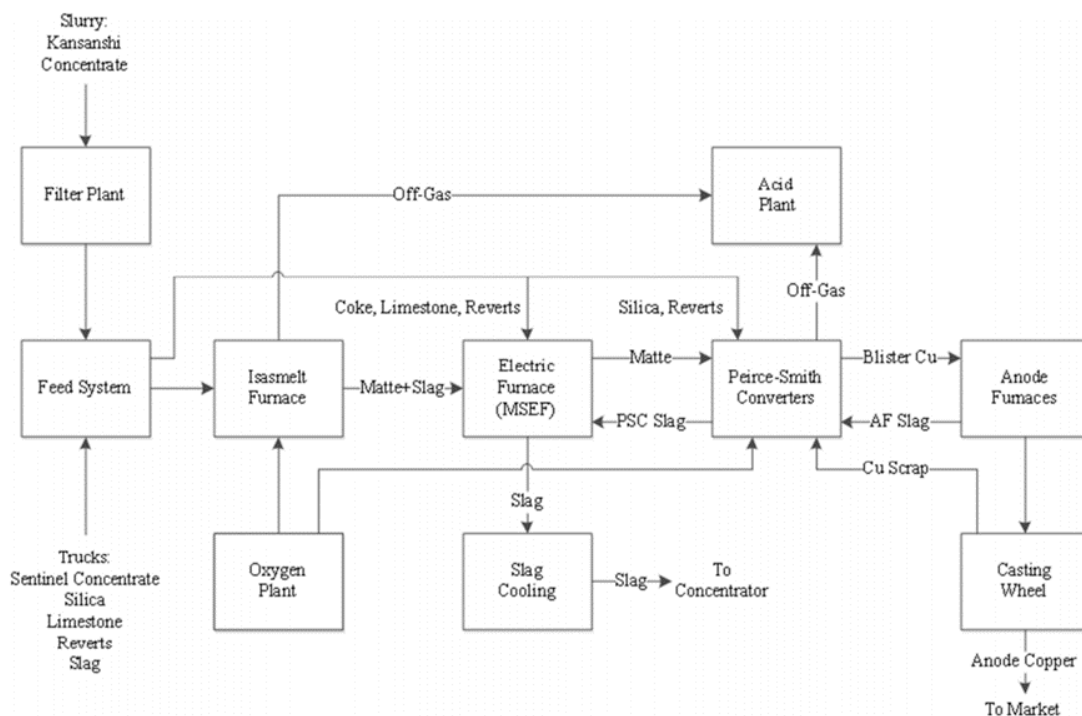 Slurry:
Kansanshi
Concentrate
Filter Plant
Off-Gas
Acid
Plant
Coke, Limestone, Reverts
Silica, Reverts
Off-Gas
Feed System
Isasmelt
Furnace
Matte+Slag
Electric
Furnace
(MSEF)
Matte
PSC Slag
Peirce-Smith
Converters
Blister Cu
AF Slag
Anode
Furnaces
Cu Scrap
Slag
Trucks:
Sentinel Concentrate
Silica
Limestone
Reverts
Slag
Oxygen
Plant
Slag
Cooling
Slag
To
Concentrator
Casting
Wheel
Anode Copper
To Market